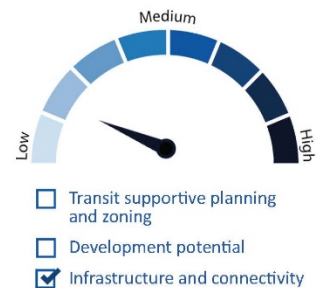 Medium
Low
High
Transit supportive planning
and zoning
Development potential
Infrastructure and connectivity